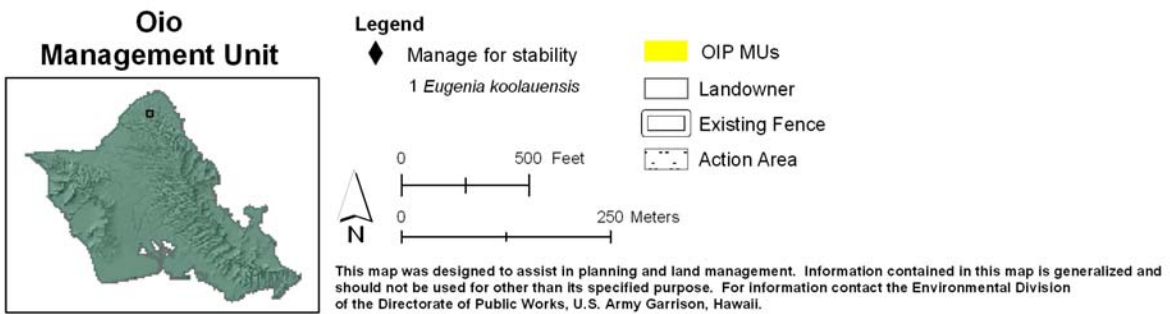 Oio
Management Unit
Legend
Manage for stability
1 Eugenia koolauensis
OIP MUs
Landowner
Existing Fence
Action Area
0 500 Feet
0 250 Meters
N
This map was designed to assist in planning and land management. Information contained in this map is generalized and
should not be used for other than its specified purpose. For information contact the Environmental Division
of the Directorate of Public Works, U.S. Army Garrison, Hawaii.